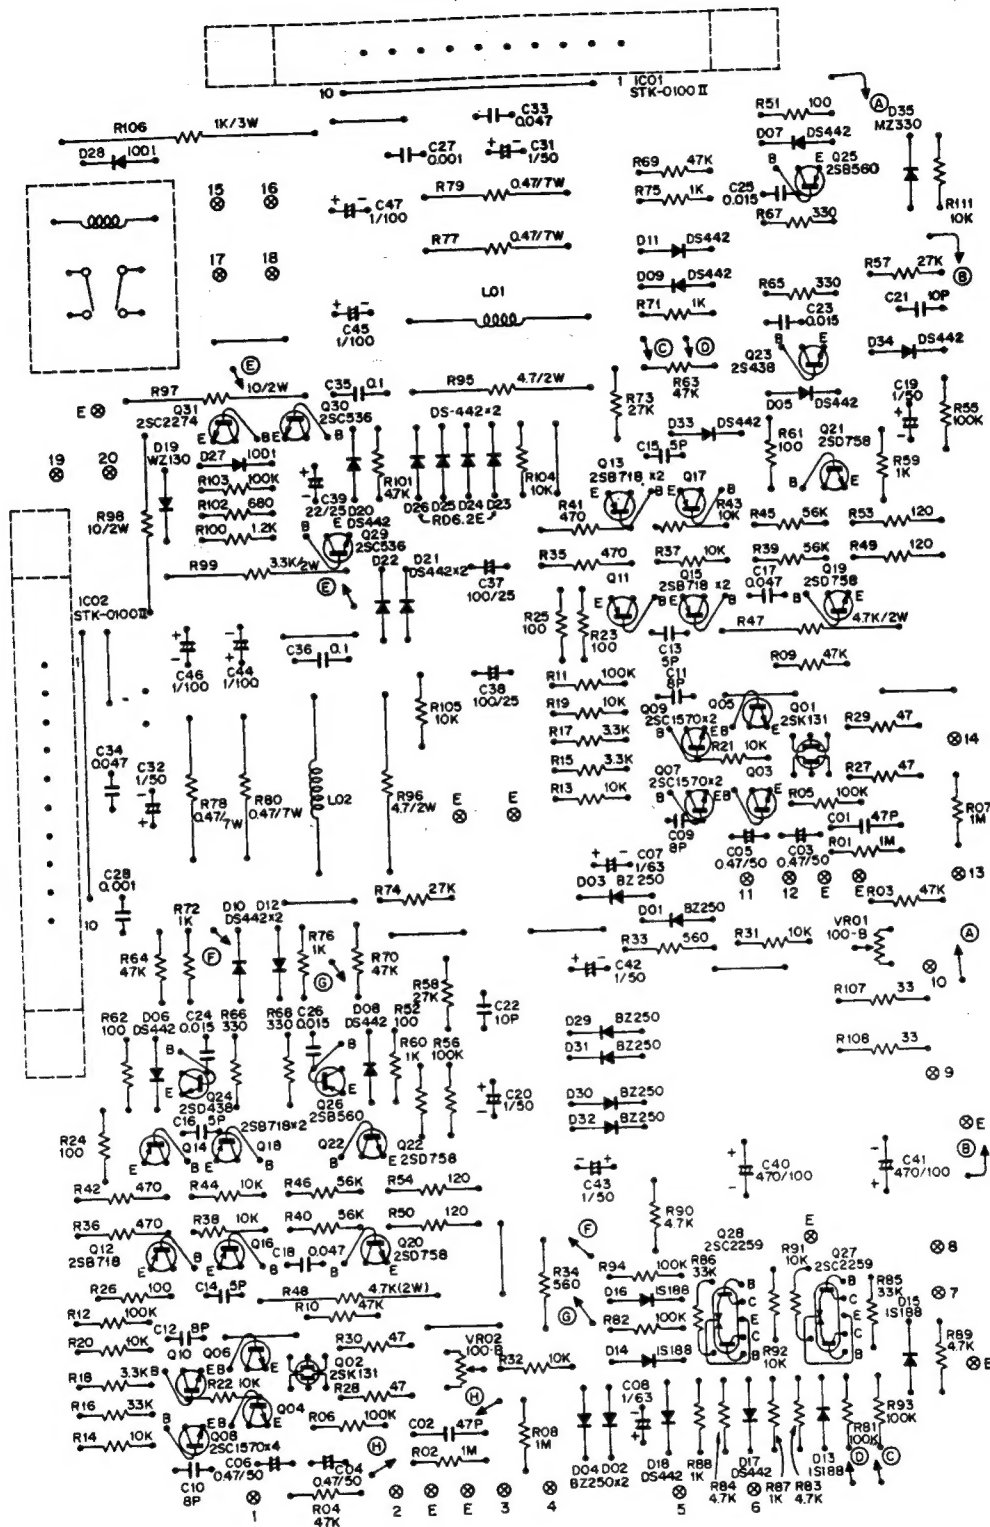 1
IC01
STK-0100 II
10
R106
1K/3W
D28 10D1
C33
0.047
C27
0.001
C31
1/50
R51 100
A
D35
MZ330
D07 DS442
B E Q25
2SB560
R69 47K
R79 0.47/7W
R75 1K
C25
0.015
R67 330
R111
10K
15 16
C47
1/100
R77 0.47/7W
D11 DS442
R57 27K
B
17 18
D09 DS442
R65 330
C21 10P
L01
R71 1K
C23
0.015
C45
1/100
C D
B E
Q23
2S438
D34 DS442
E
R97 10/2W
C35 0.1
R95 4.7/2W
R63
47K
R73
27K
D05 DS442
C19
1/50
R55
100K
E
Q31
2SC2274
Q30
2SC536
DS-442×2
D33 DS442
R61
100
Q21
2SD758
E B E B
D19
WZ130
D27 10D1
C15 5P
R59
1K
19 20
R103 100K
R101
47K
R104
10K
Q13
2SB718 ×2
Q17
B E
R102 680
C39
22/25
D20
DS442
D26 D25 D24 D23
RD6.2E
R41
470
R43
10K
R45 56K
R53 120
R98
10/2W
R100 1.2K
B E
Q29
2SC536
R99 3.3K/2W
D22
D21
DS442×2
R35 470
R37 10K
R39 56K
R49 120
E
C37
100/25
Q11
Q15
2SB718 ×2
C17
0.047
Q19
2SD758
IC02
STK-0100 II
R25
100
R23
100
E B E B B E
R47 4.7K/2W
1
C46
1/100
C44
1/100
C36 0.1
C13
5P
R09 47K
C38
100/25
R11 100K
C11
8P
R105
10K
R19 10K
Q09
2SC1570×2
Q05
Q01
2SK131
R29 47
R17 3.3K
R21 10K
14
C34
0.047
C32
1/50
R15 3.3K
Q07
2SC1570×2
Q03
R27 47
R78
0.47/7W
R80
0.47/7W
L02
R96
4.7/2W
R13 10K
R05 100K
R07
1M
E E
C09
8P
C01 47P
C05
0.47/50
C03
0.47/50
R01 1M
C07
1/63
C28
0.001
D03 BZ250
11 12 E E
13
R74 27K
R03 47K
10
R72
1K
D10 D12
DS442×2
R76
1K
D01 BZ250
R33 560
R31 10K
VR01
100-B
A
F
R64
47K
G
R70
47K
C42
1/50
10
R58
27K
R107 33
C22
10P
R62
100
D06
DS442
C24
0.015
R66
330
R68
330
C26
0.015
D08
DS442
R52
100
R60
1K
R56
100K
D29 BZ250
D31 BZ250
R108 33
9
B B
E Q24
2SD438
Q26
2SB560
E
C20
1/50
D30 BZ250
D32 BZ250
E
C16 5P
2SB718×2
R24
100
Q14
Q18
Q22
Q22
2SD758
B
E B E B B E
C43
1/50
C40
470/100
C41
470/100
R42 470
R44 10K
R46 56K
R54 120
R36 470
R38 10K
R40 56K
R50 120
R90
4.7K
Q12
2SB718
Q16
C18 0.047
Q20
2SD758
F
Q28
2SC2259
E
Q27
2SC2259
8
E B E B B E
R26 100
C14 5P
R48 4.7K(2W)
R34
560
R94 100K
R86
33K
R91
10K
R85
33K
D15
1S188
7
R12 100K
R10 47K
D16 1S188
G
R82 100K
B C E C B
B C E C B
R20 10K
C12 8P
R30 47
VR02
100-B
D14 1S188
R92
10K
R89
4.7K
E
Q10
Q06
Q02
2SK131
R32 10K
R18 3.3K
R22 10K
R28 47
H
R16 33K
Q04
R06 100K
C08
1/63
R14 10K
Q08
2SC1570×4
C02 47P
R08
1M
R93
100K
C06
0.47/50
C04
0.47/50
H
R02 1M
D04 D02
BZ250×2
D18
DS442
R88
1K
D17
DS442
D13
1S188
R81
100K
D C
C10
8P
R84
4.7K
R87
1K
R83
4.7K
1
R04
47K
2 E E 3 4
5 6